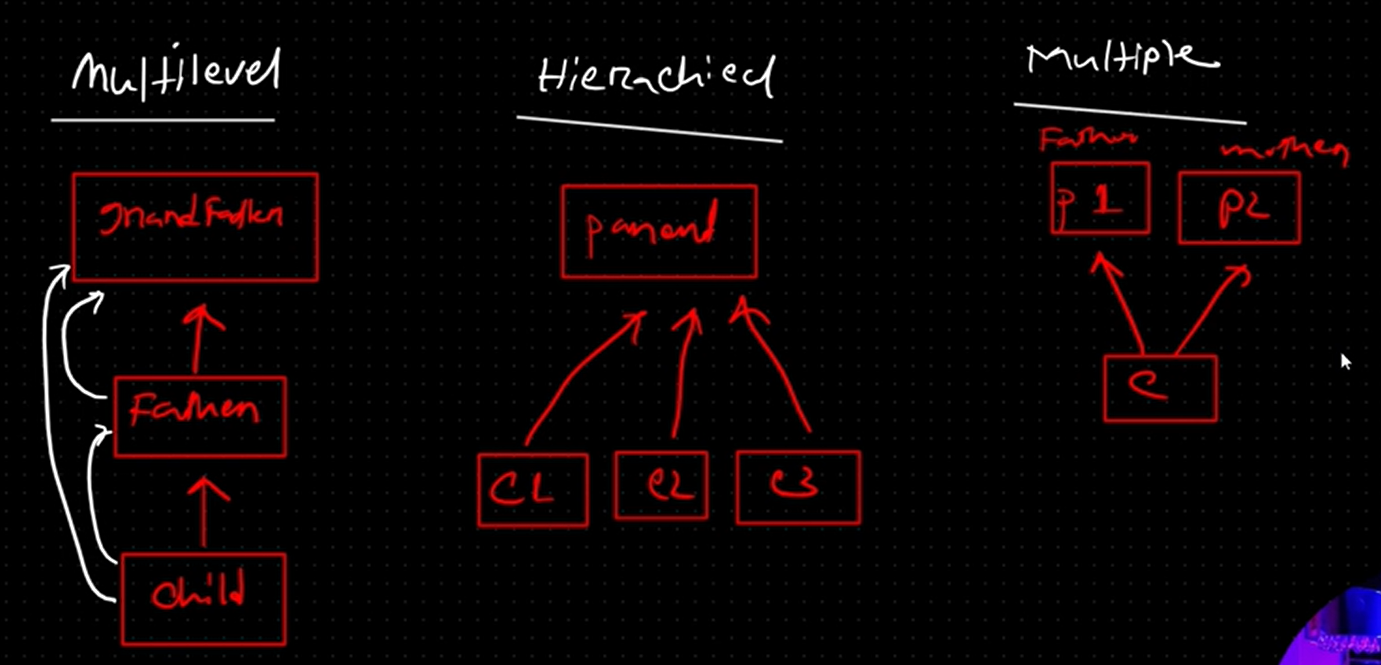 Multilevel
grandFather
Father
child
Hierachied
parent
C1
C2
C3
Multiple
Father
mother
P1
P2
C